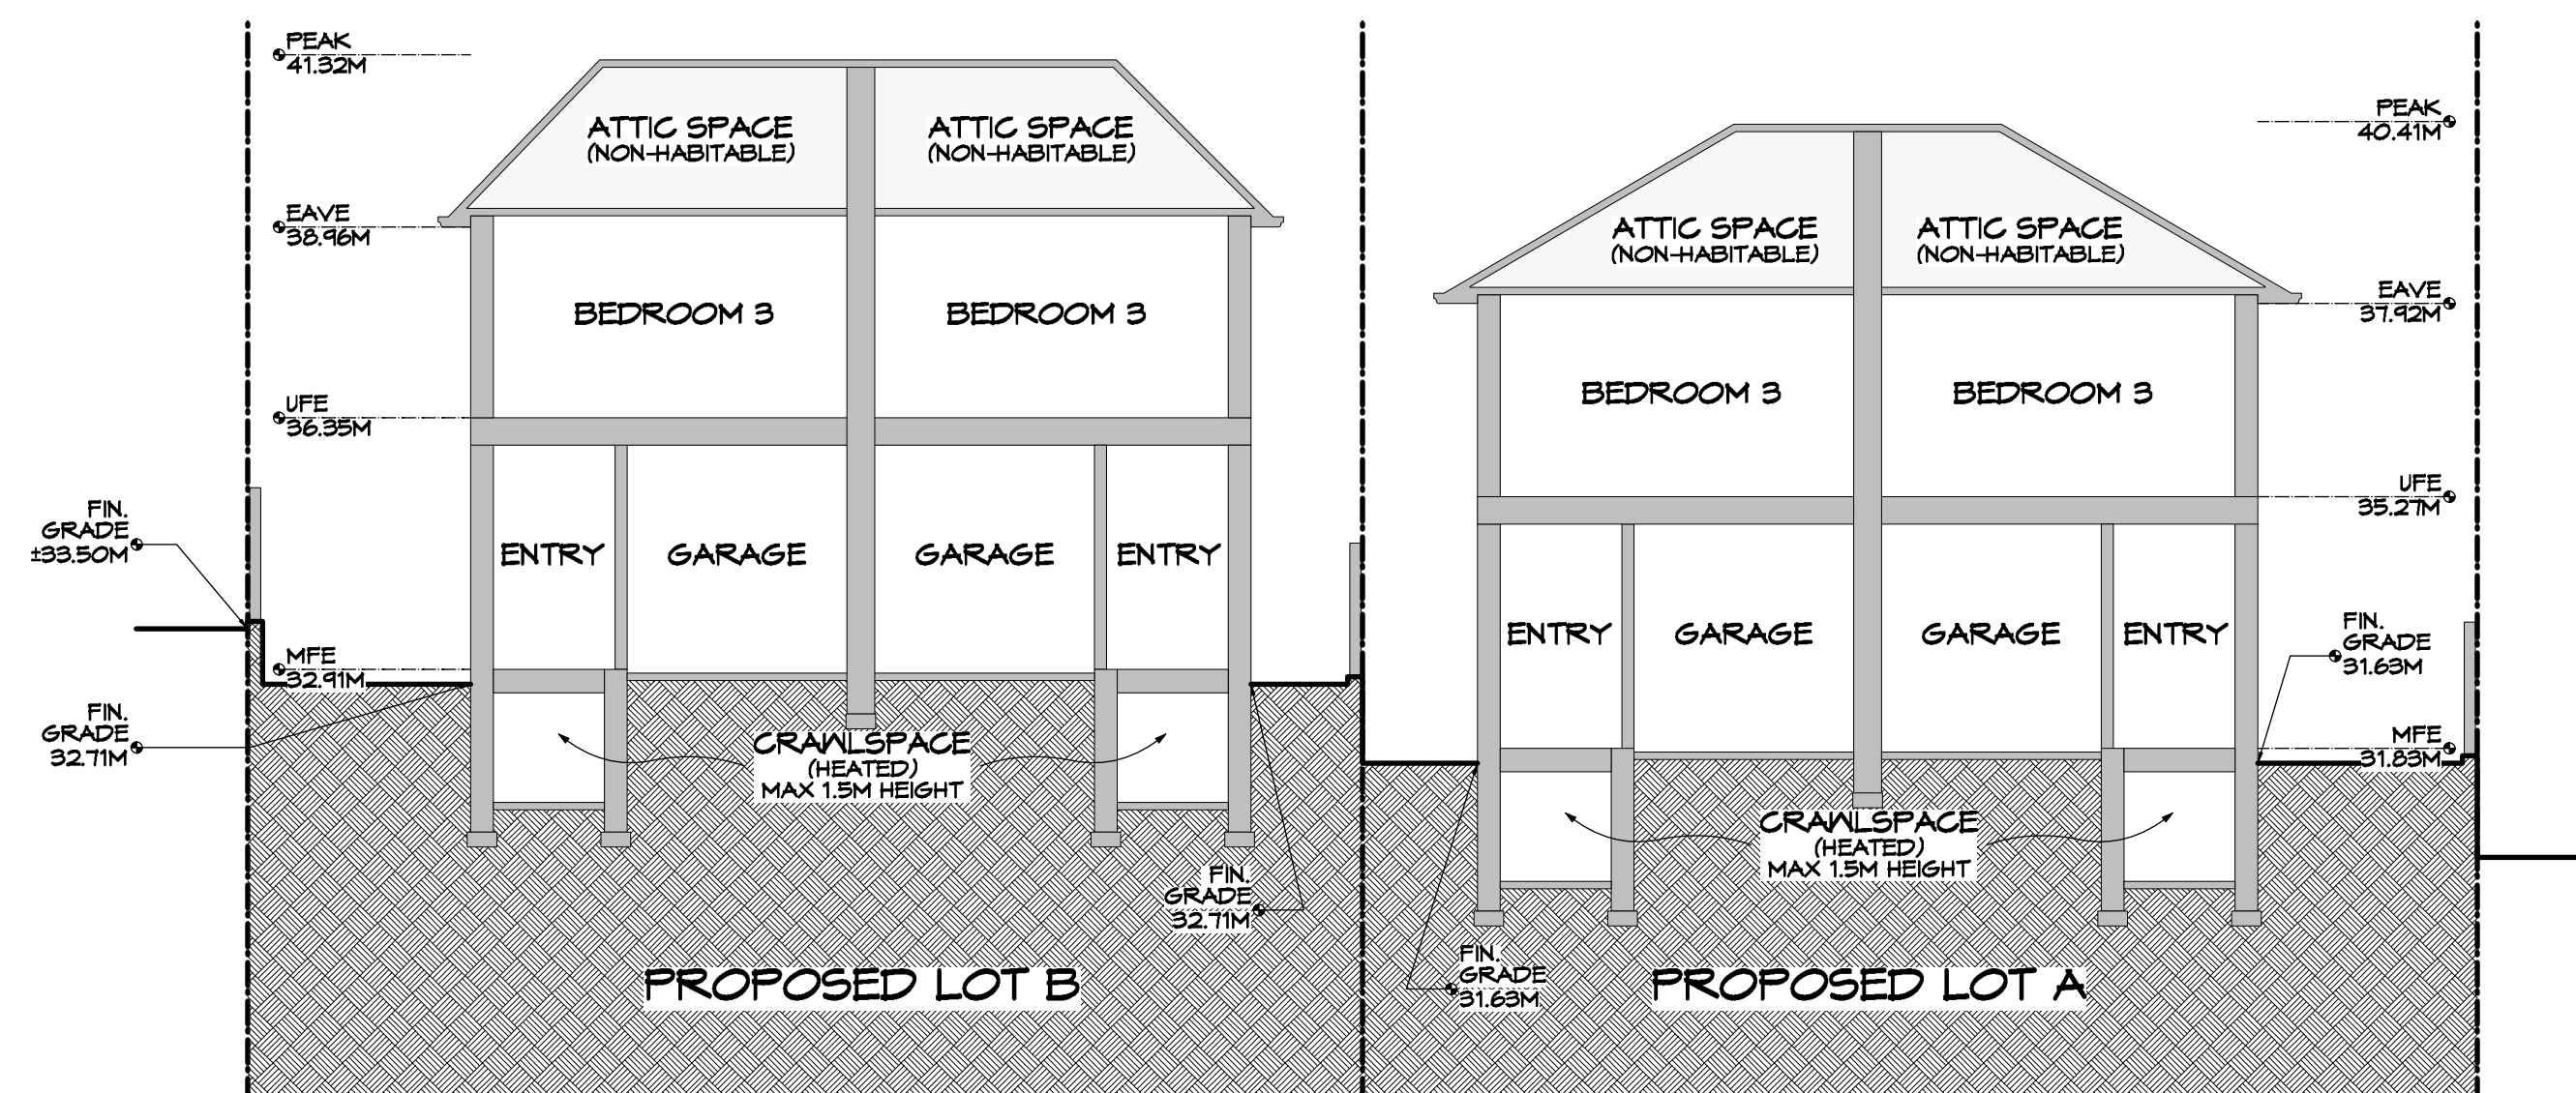 PEAK
41.32M
ATTIC SPACE
(NON-HABITABLE)
ATTIC SPACE
(NON-HABITABLE)
EAVE
38.96M
BEDROOM 3
BEDROOM 3
UFE
36.35M
FIN.
GRADE
±33.50M
ENTRY
GARAGE
GARAGE
ENTRY
MFE
32.91M
FIN.
GRADE
32.71M
CRAWLSPACE
(HEATED)
MAX 1.5M HEIGHT
FIN.
GRADE
32.71M
PROPOSED LOT B
PEAK
40.41M
ATTIC SPACE
(NON-HABITABLE)
ATTIC SPACE
(NON-HABITABLE)
EAVE
37.92M
BEDROOM 3
BEDROOM 3
UFE
35.27M
ENTRY
GARAGE
GARAGE
ENTRY
FIN.
GRADE
31.63M
MFE
31.83M
CRAWLSPACE
(HEATED)
MAX 1.5M HEIGHT
FIN.
GRADE
31.63M
PROPOSED LOT A